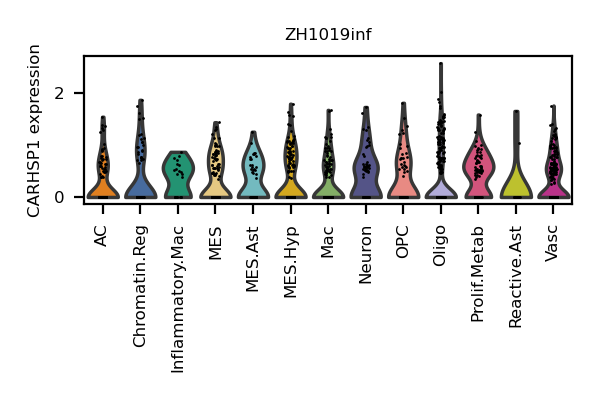 ZH1019inf
CARHSP1 expression
2
0
AC
Chromatin.Reg
Inflammatory.Mac
MES
MES.Ast
MES.Hyp
Mac
Neuron
OPC
Oligo
Prolif.Metab
Reactive.Ast
Vasc